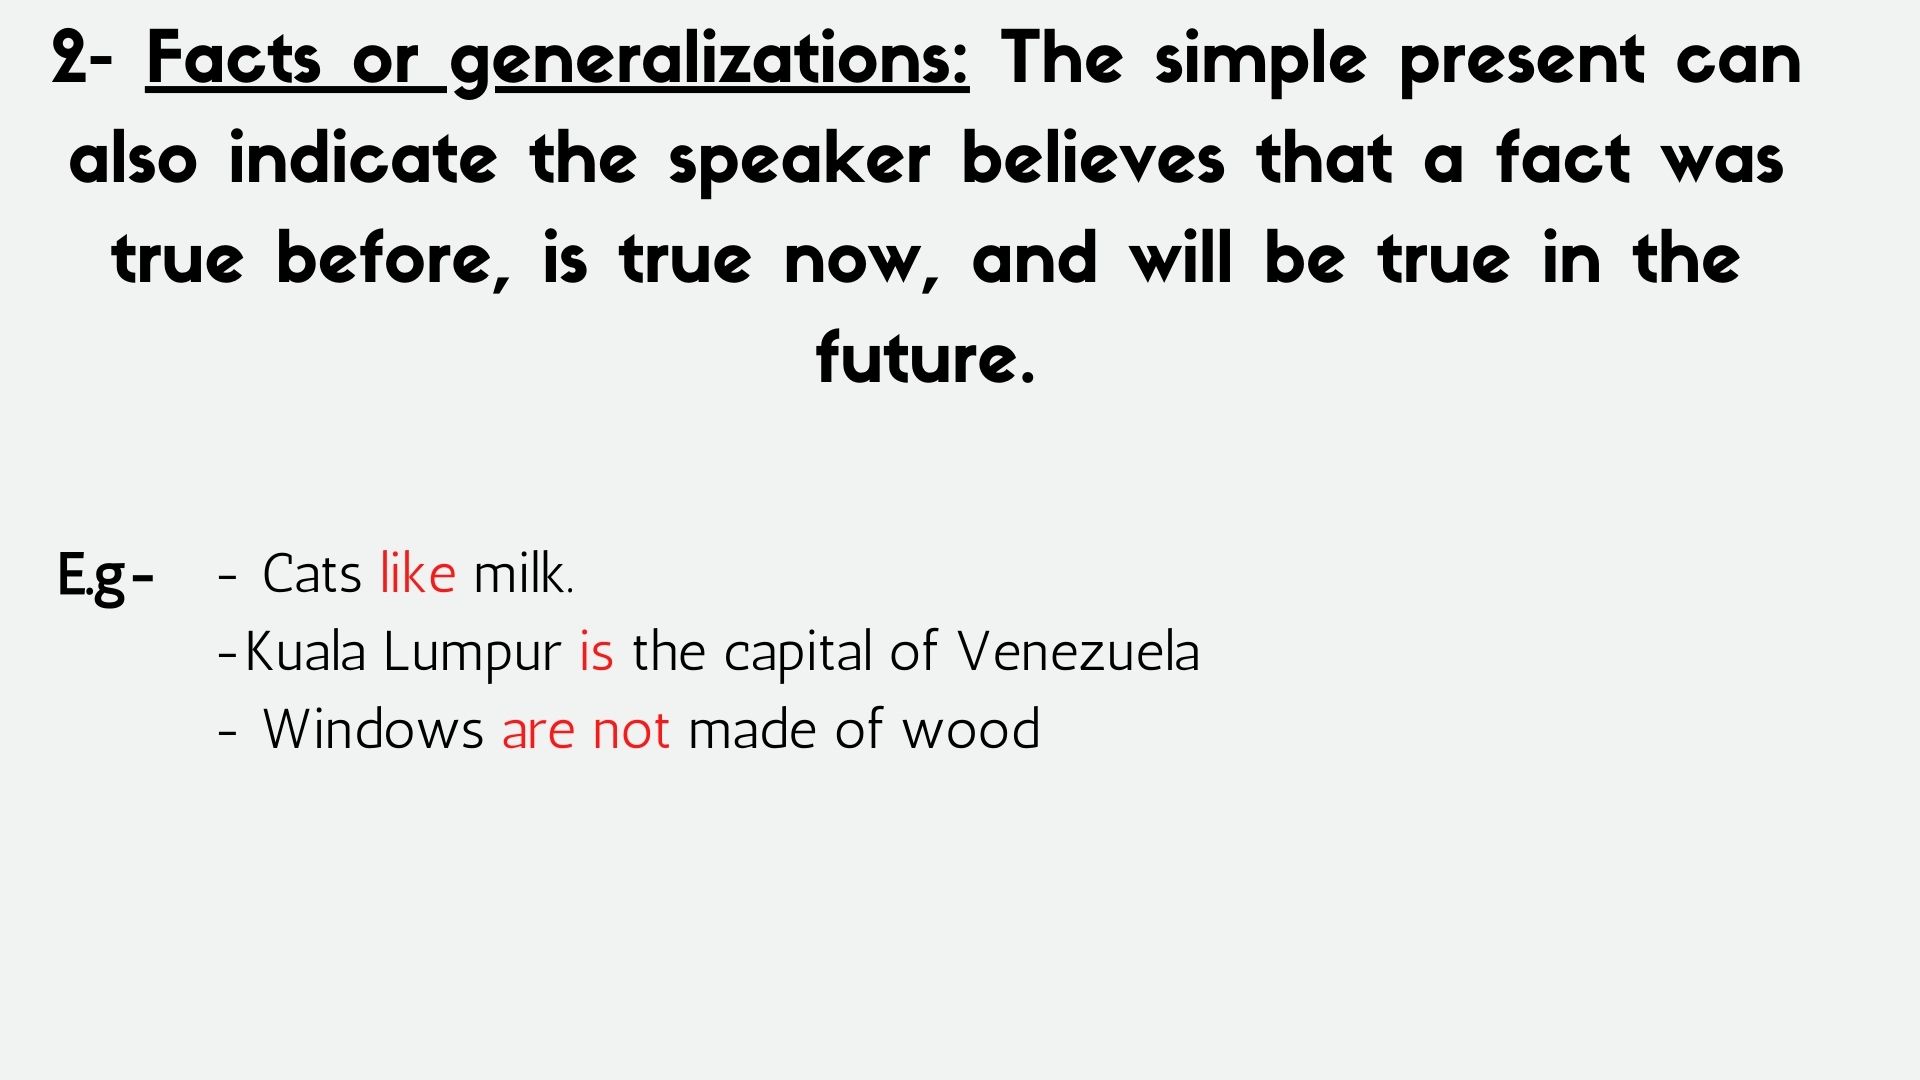 2- Facts or generalizations: The simple present can
also indicate the speaker believes that a fact was
true before, is true now, and will be true in the
future.
E.g- - Cats like milk.
-Kuala Lumpur is the capital of Venezuela
- Windows are not made of wood